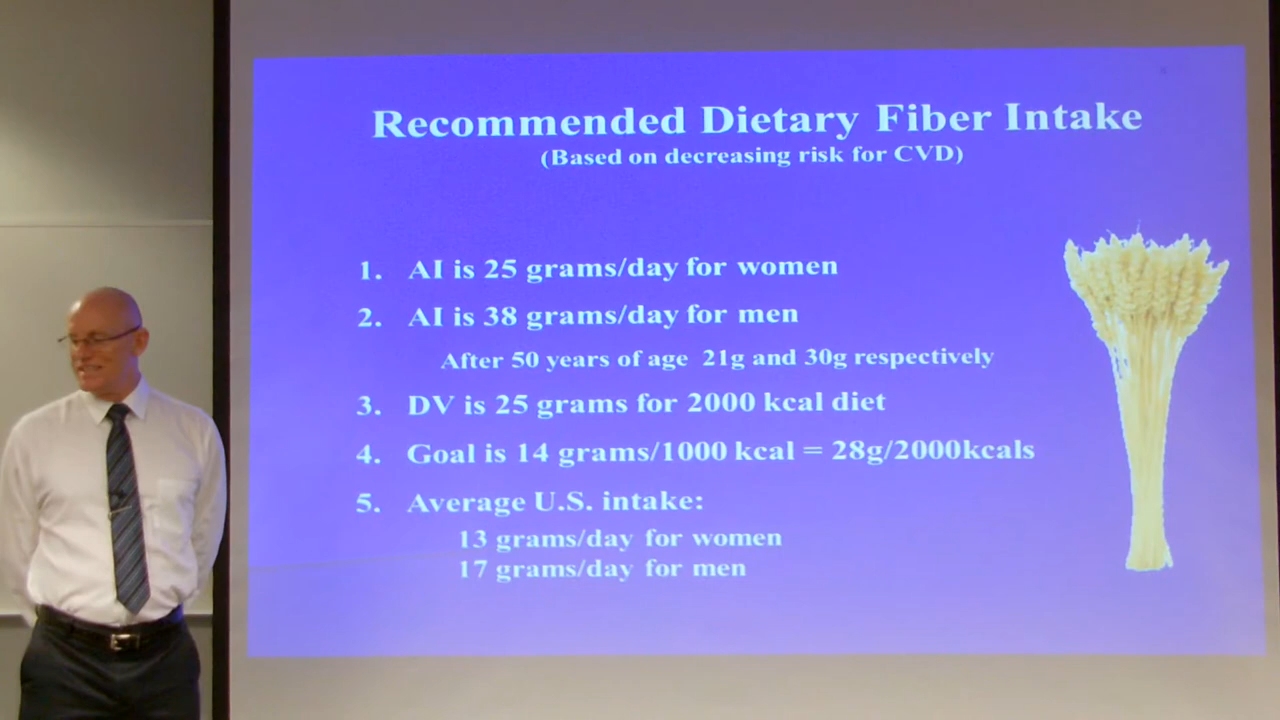 Recommended Dietary Fiber Intake
(Based on decreasing risk for CVD)
1. AI is 25 grams/day for women
2. AI is 38 grams/day for men
After 50 years of age 21g and 30g respectively
3. DV is 25 grams for 2000 kcal diet
4. Goal is 14 grams/1000 kcal = 28g/2000kcals
5. Average U.S. intake:
13 grams/day for women
17 grams/day for men